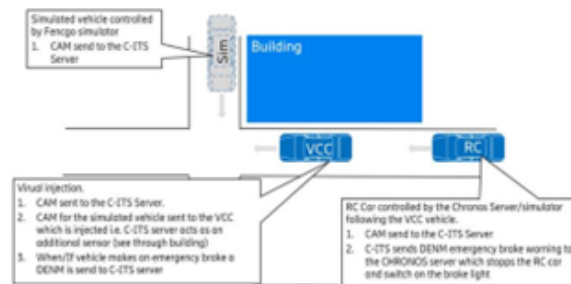 Simulated vehicle controlled
by Fencgo simulator
1. CAM send to the C-ITS
Server
Sim
Building
VCC
RC
Virual injection.
1. CAM sent to the C-ITS Server.
2. CAM for the simulated vehicle sent to the VCC
which is injected i.e. C-ITS server acts as an
additional sensor (see through building)
3. When/If vehicle makes an emergency brake a
DENM is send to C-ITS server
RC Car controlled by the Chronos Server/simulator
following the VCC vehicle.
1. CAM send to the C-ITS Server
2. C-ITS sends DENM emergency broke warning to
the CHRONOS server which stopps the RC car
and switch on the broke light